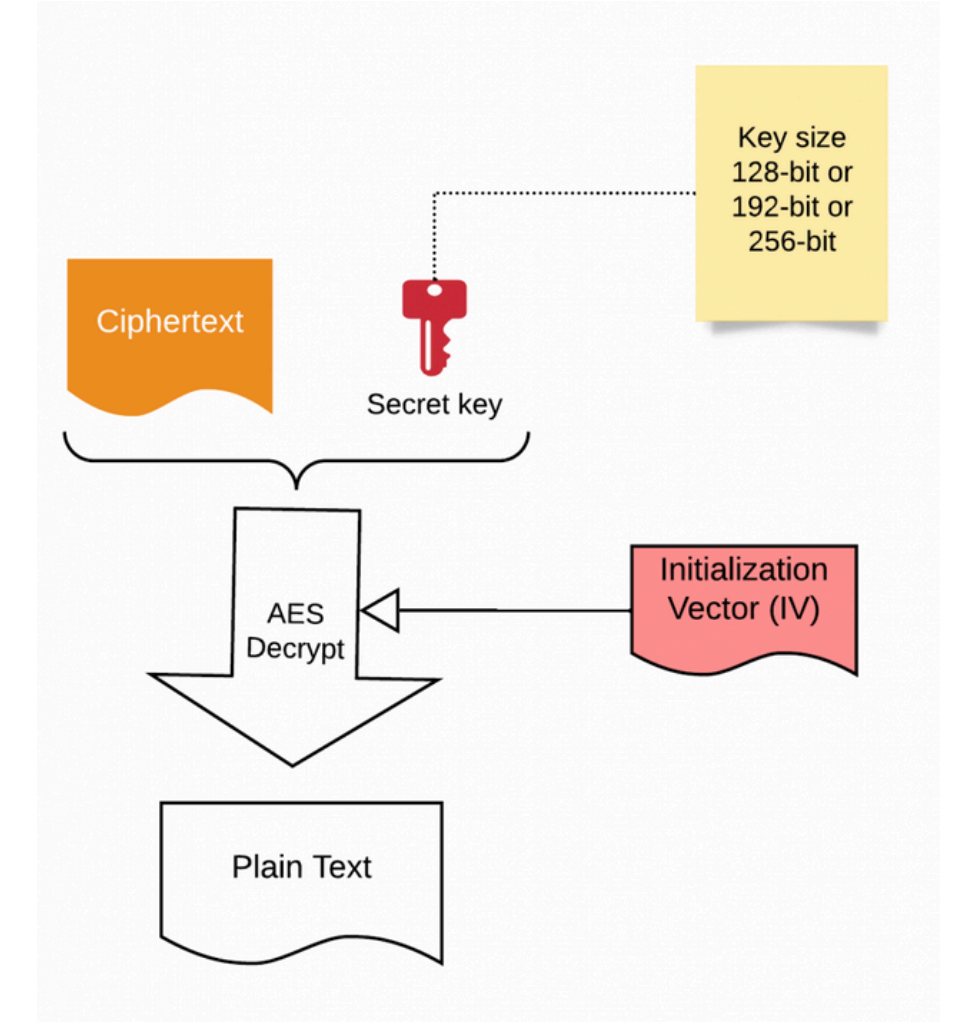 Key size
128-bit or
192-bit or
256-bit
Ciphertext
Secret key
Initialization
Vector (IV)
AES
Decrypt
Plain Text